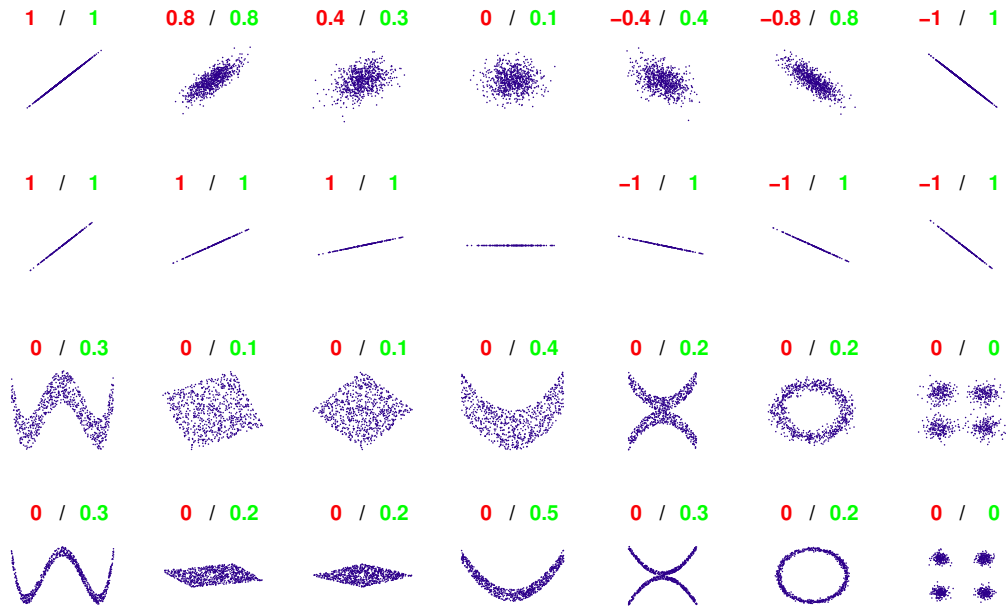 1 / 1 0.8 / 0.8 0.4 / 0.3 0 / 0.1 −0.4 / 0.4 −0.8 / 0.8 −1 / 1
1 / 1 1 / 1 1 / 1 −1 / 1 −1 / 1 −1 / 1
0 / 0.3 0 / 0.1 0 / 0.1 0 / 0.4 0 / 0.2 0 / 0.2 0 / 0
0 / 0.3 0 / 0.2 0 / 0.2 0 / 0.5 0 / 0.3 0 / 0.2 0 / 0